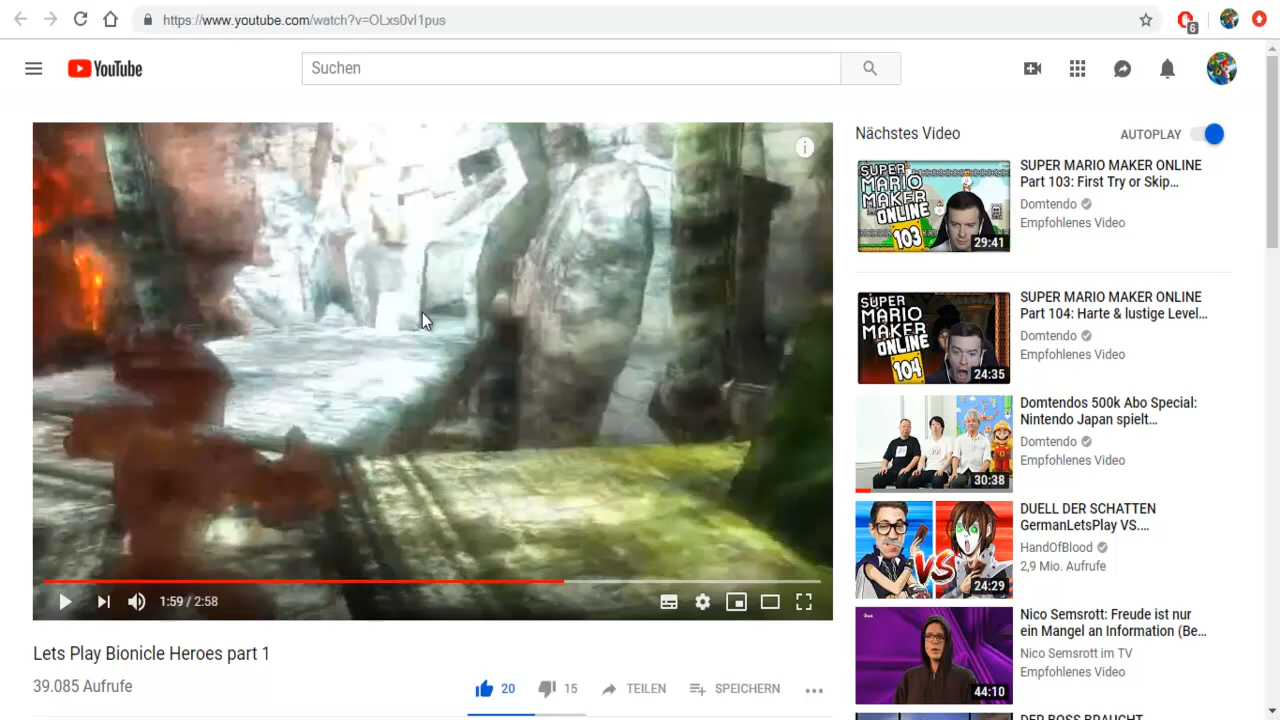 https://www.youtube.com/watch?v=OLxs0vI1pus
6
YouTube
Suchen
1:59 / 2:58
Lets Play Bionicle Heroes part 1
39.085 Aufrufe
20
15
TEILEN
SPEICHERN
Nächstes Video
AUTOPLAY
SUPER MARIO MAKER ONLINE 103
29:41
SUPER MARIO MAKER ONLINE
Part 103: First Try or Skip...
Domtendo
Empfohlenes Video
SUPER MARIO MAKER ONLINE 104
24:35
SUPER MARIO MAKER ONLINE
Part 104: Harte & lustige Level...
Domtendo
Empfohlenes Video
30:38
Domtendos 500k Abo Special:
Nintendo Japan spielt...
Domtendo
Empfohlenes Video
VS
24:29
DUELL DER SCHATTEN
GermanLetsPlay VS....
HandOfBlood
2,9 Mio. Aufrufe
44:10
Nico Semsrott: Freude ist nur
ein Mangel an Information (Be...
Nico Semsrott im TV
Empfohlenes Video
DER BOSS BRAUCHT